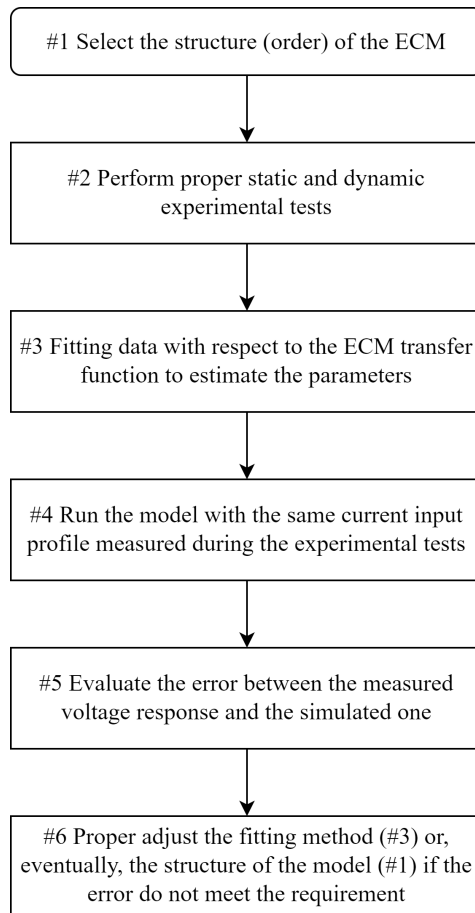 #1 Select the structure (order) of the ECM
#2 Perform proper static and dynamic
experimental tests
#3 Fitting data with respect to the ECM transfer
function to estimate the parameters
#4 Run the model with the same current input
profile measured during the experimental tests
#5 Evaluate the error between the measured
voltage response and the simulated one
#6 Proper adjust the fitting method (#3) or,
eventually, the structure of the model (#1) if the
error do not meet the requirement